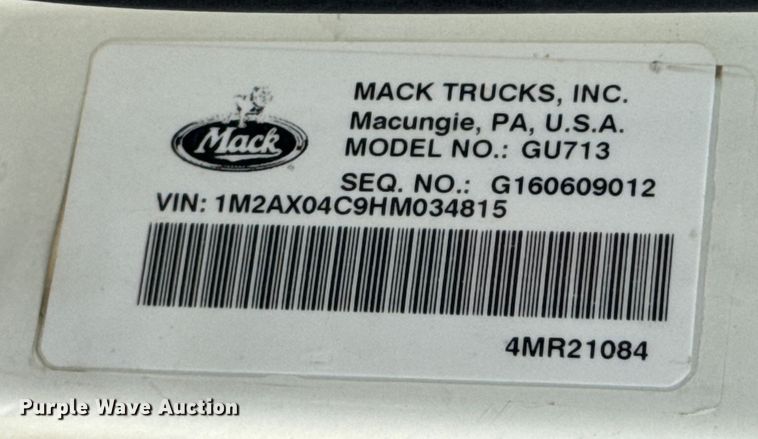 Mack
MACK TRUCKS, INC.
Macungie, PA, U.S.A.
MODEL NO.: GU713
SEQ. NO.: G160609012
VIN: 1M2AX04C9HM034815
4MR21084
Purple Wave Auction